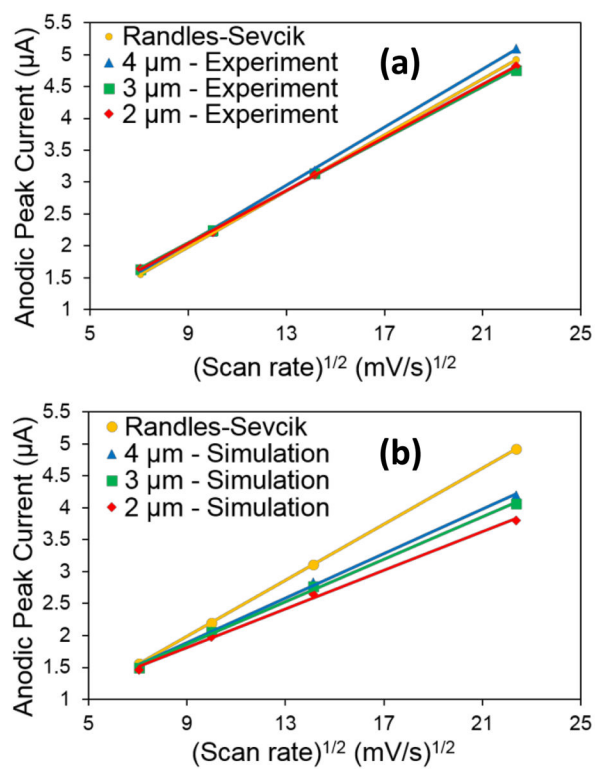 5.5
5
4.5
4
3.5
3
2.5
2
1.5
1
Anodic Peak Current (µA)
Randles-Sevcik
4 µm - Experiment
3 µm - Experiment
2 µm - Experiment
(a)
5 9 13 17 21 25
(Scan rate)1/2 (mV/s)1/2
5.5
5
4.5
4
3.5
3
2.5
2
1.5
1
Anodic Peak Current (µA)
Randles-Sevcik
4 µm - Simulation
3 µm - Simulation
2 µm - Simulation
(b)
5 9 13 17 21 25
(Scan rate)1/2 (mV/s)1/2